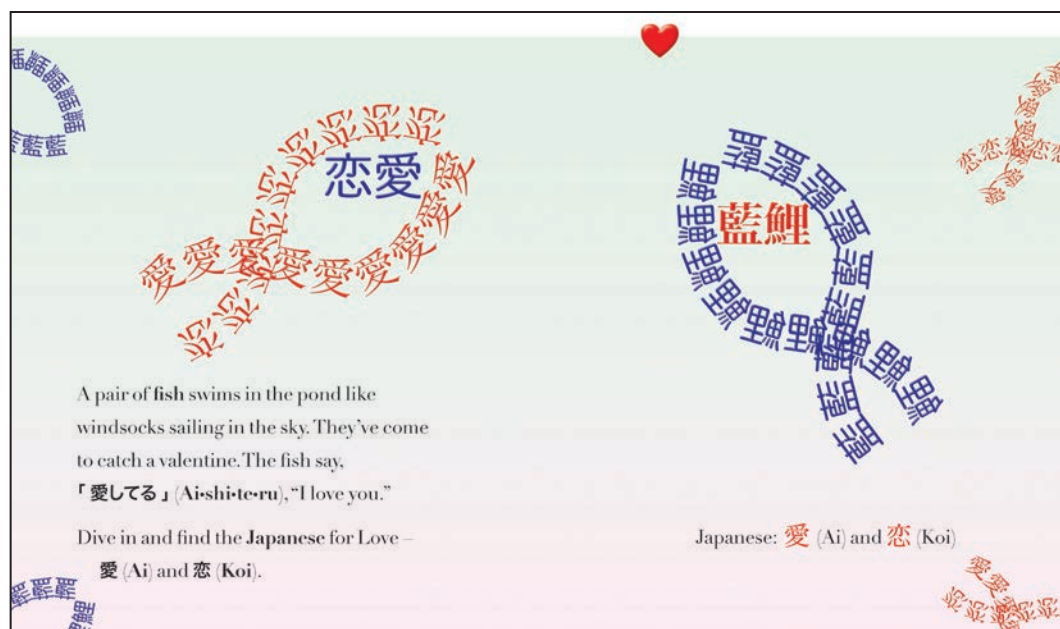 恋愛
藍鯉
A pair of fish swims in the pond like
windsocks sailing in the sky. They've come
to catch a valentine. The fish say,
「愛してる」(Ai•shi•te•ru), “I love you.”
Dive in and find the Japanese for Love –
愛 (Ai) and 恋 (Koi).
Japanese: 愛 (Ai) and 恋 (Koi)